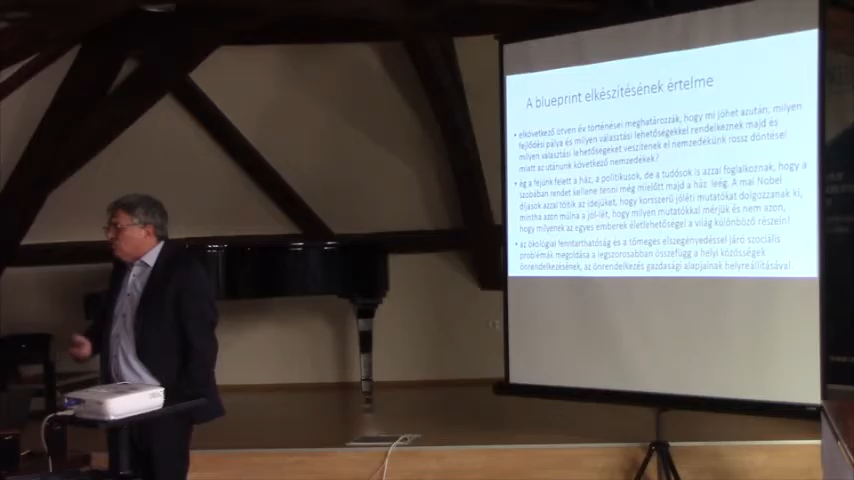 A blueprint elkészítésének értelme
• elkövetkező ötven év történései meghatározzák, hogy mi jöhet azután, milyen
fejlődési pálya és milyen választási lehetőségekkel rendelkeznek majd és
milyen választási lehetőségeket veszítenek el nemzedékünk rossz döntései
miatt az utánunk következő nemzedékek?
• ég a fejünk felett a ház, a politikusok, de a tudósok is azzal foglalkoznak, hogy a
szobában rendet kellene tenni még mielőtt majd a ház leég. A mai Nobel
díjasok azzal töltik az idejüket, hogy korszerű jóléti mutatókat dolgozzanak ki,
mintha azon múlna a jól-lét, hogy milyen mutatókkal mérjük és nem azon,
hogy milyenek az egyes emberek életlehetőségei a világ különböző részein!
• az ökológiai fenntarthatóság és a tömeges elszegényedéssel járó szociális
problémák megoldása a legszorosabban összefügg a helyi közösségek
önrendelkezésének, az önrendelkezés gazdasági alapjainak helyreállításával.